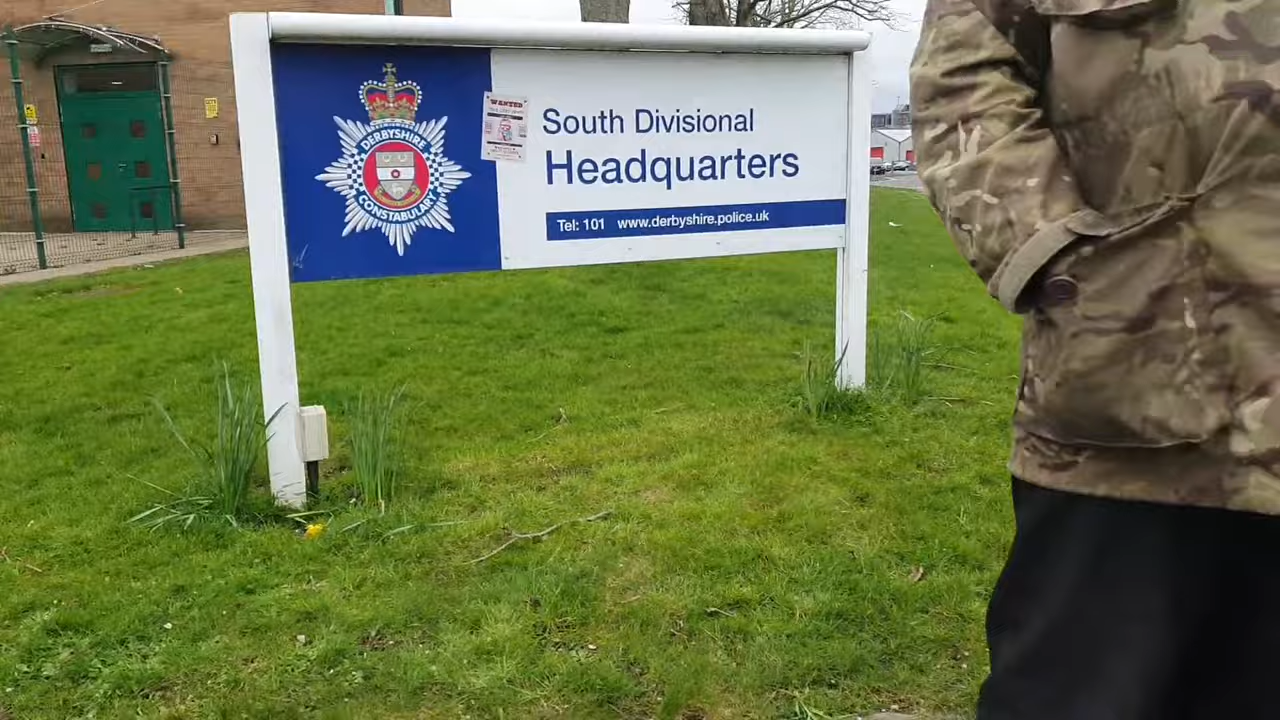 DERBYSHIRE
CONSTABULARY
WANTED
South Divisional
Headquarters
Tel: 101 www.derbyshire.police.uk